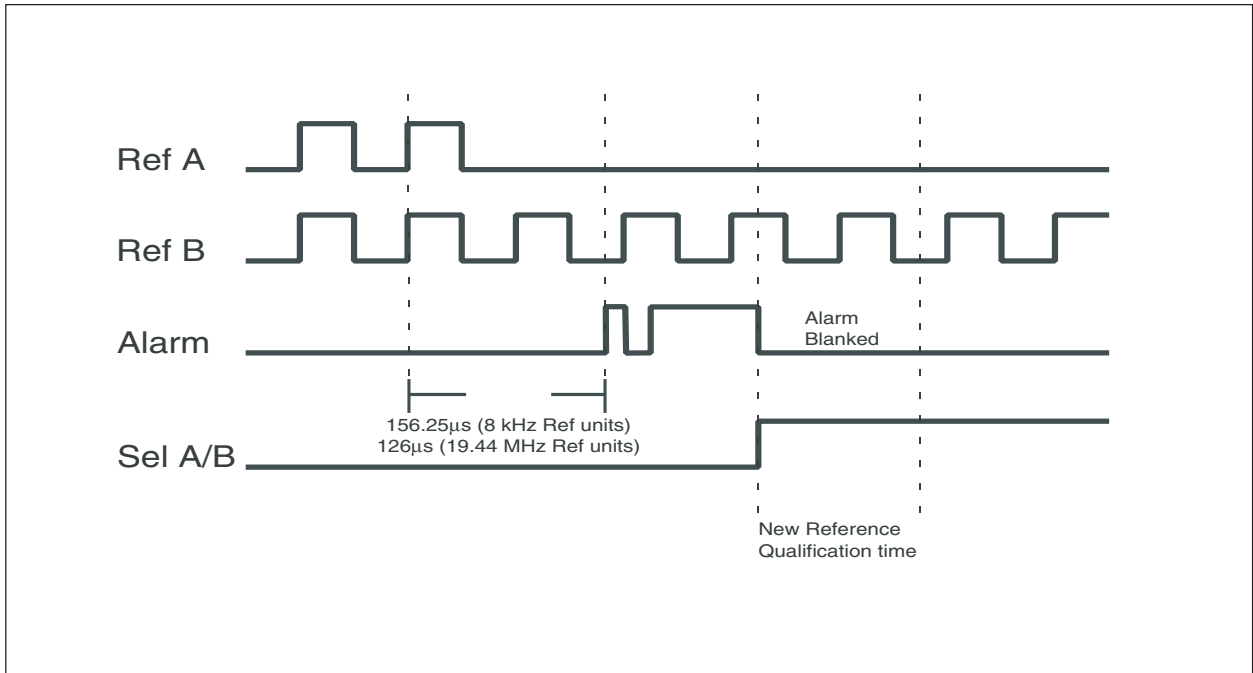 Ref A
Ref B
Alarm
Alarm
Blanked
156.25µs (8 kHz Ref units)
126µs (19.44 MHz Ref units)
Sel A/B
New Reference
Qualification time